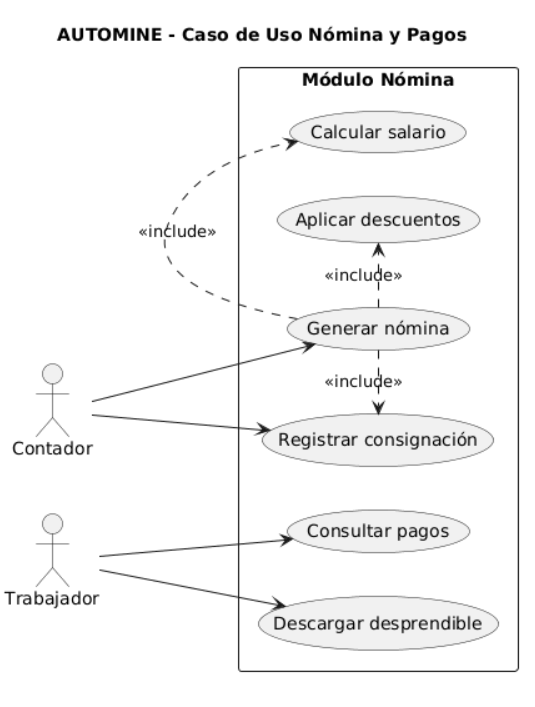 AUTOMINE - Caso de Uso Nómina y Pagos
Módulo Nómina
Calcular salario
Aplicar descuentos
«include»
«include»
Generar nómina
«include»
Registrar consignación
Contador
Consultar pagos
Trabajador
Descargar desprendible